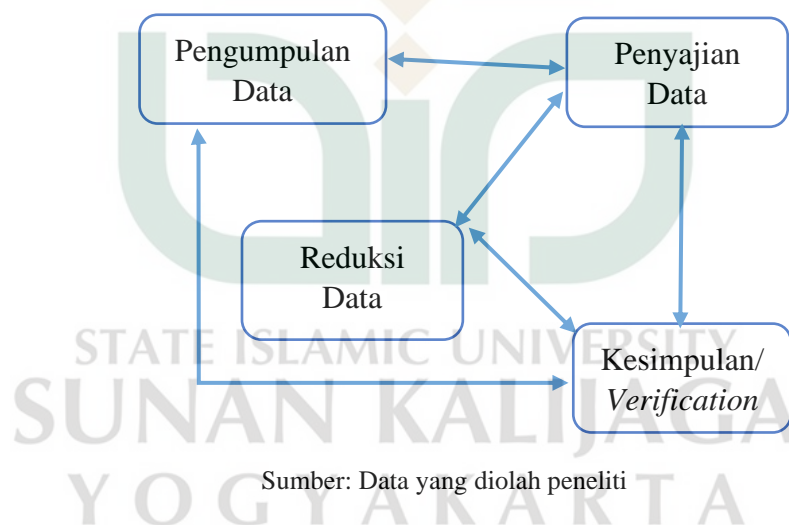 Pengumpulan
Data
Penyajian
Data
Reduksi
Data
Kesimpulan/
Verification
STATE ISLAMIC UNIVERSITY
SUNAN KALIJAGA
YOGYAKARTA
Sumber: Data yang diolah peneliti